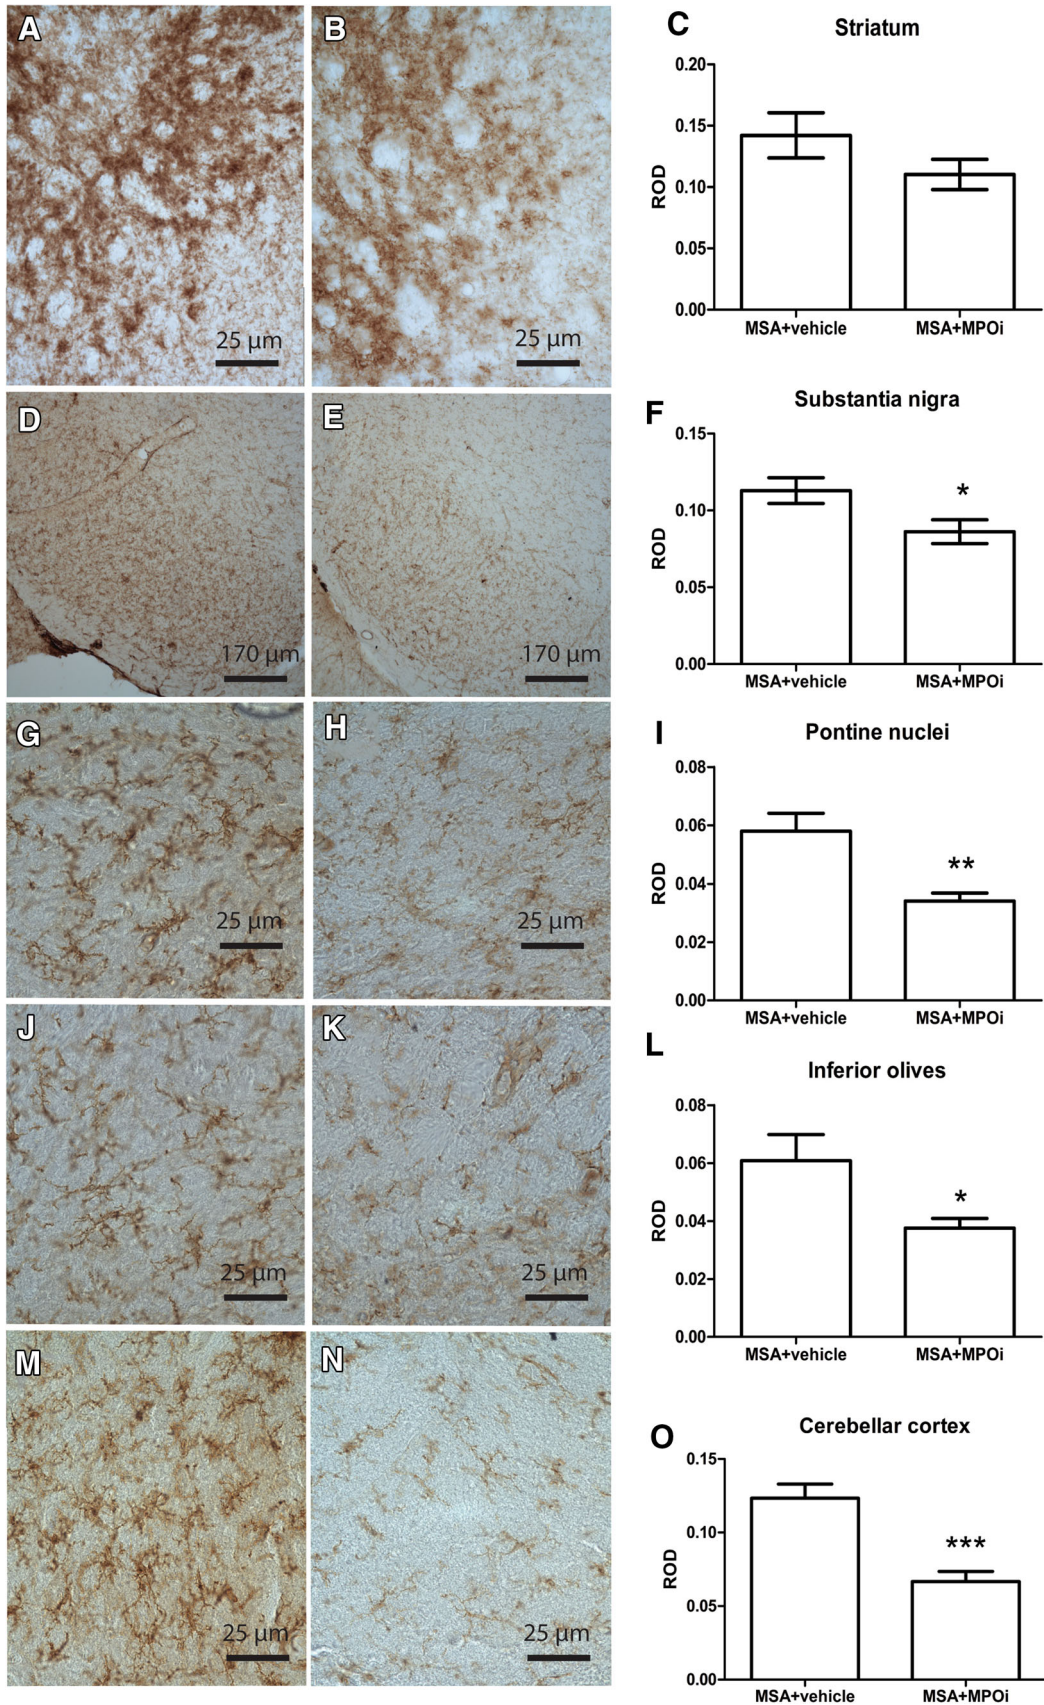 A
B
25 µm
25 µm
C
Striatum
0.20
0.15
0.10
0.05
0.00
ROD
MSA+vehicle
MSA+MPOi
D
E
170 µm
170 µm
F
Substantia nigra
0.15
0.10
0.05
0.00
ROD
*
MSA+vehicle
MSA+MPOi
G
H
25 µm
25 µm
I
Pontine nuclei
0.08
0.06
0.04
0.02
0.00
ROD
**
MSA+vehicle
MSA+MPOi
J
K
25 µm
25 µm
L
Inferior olives
0.08
0.06
0.04
0.02
0.00
ROD
*
MSA+vehicle
MSA+MPOi
M
N
25 µm
25 µm
O
Cerebellar cortex
0.15
0.10
0.05
0.00
ROD
***
MSA+vehicle
MSA+MPOi